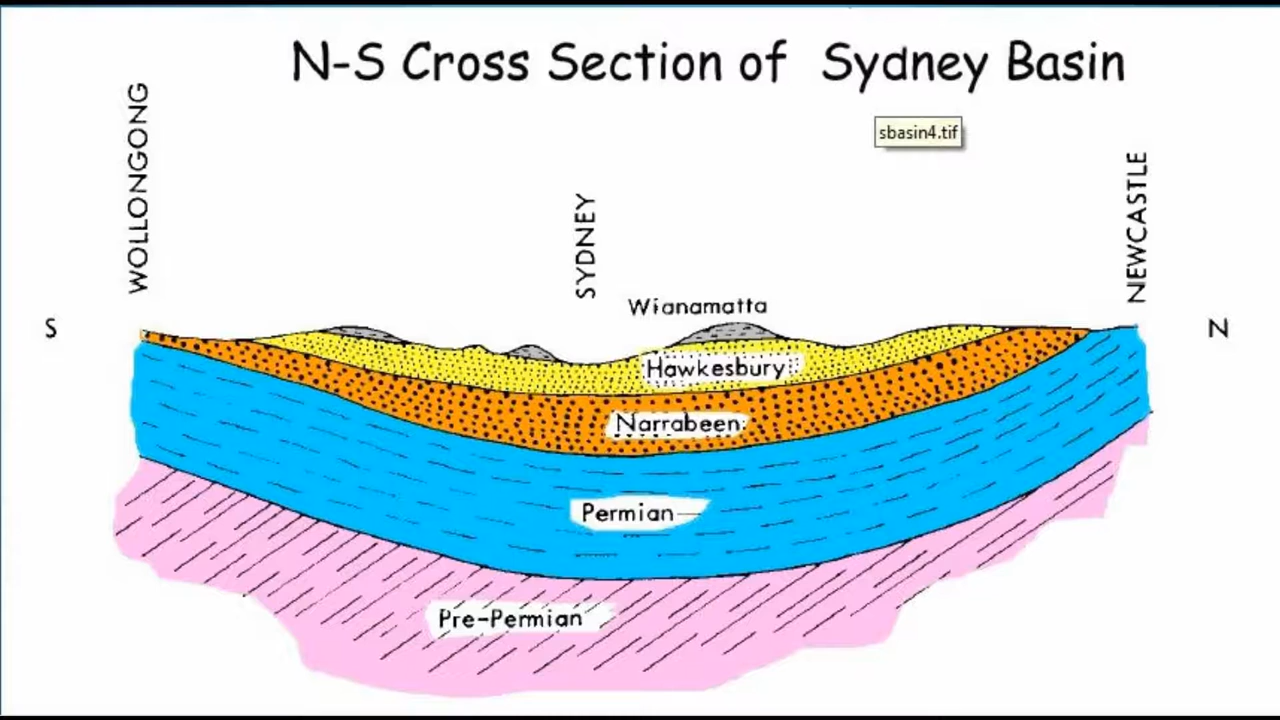 N-S Cross Section of Sydney Basin
sbasin4.tif
WOLLONGONG
SYDNEY
NEWCASTLE
Wianamatta
S
N
Hawkesbury
Narrabeen
Permian
Pre-Permian